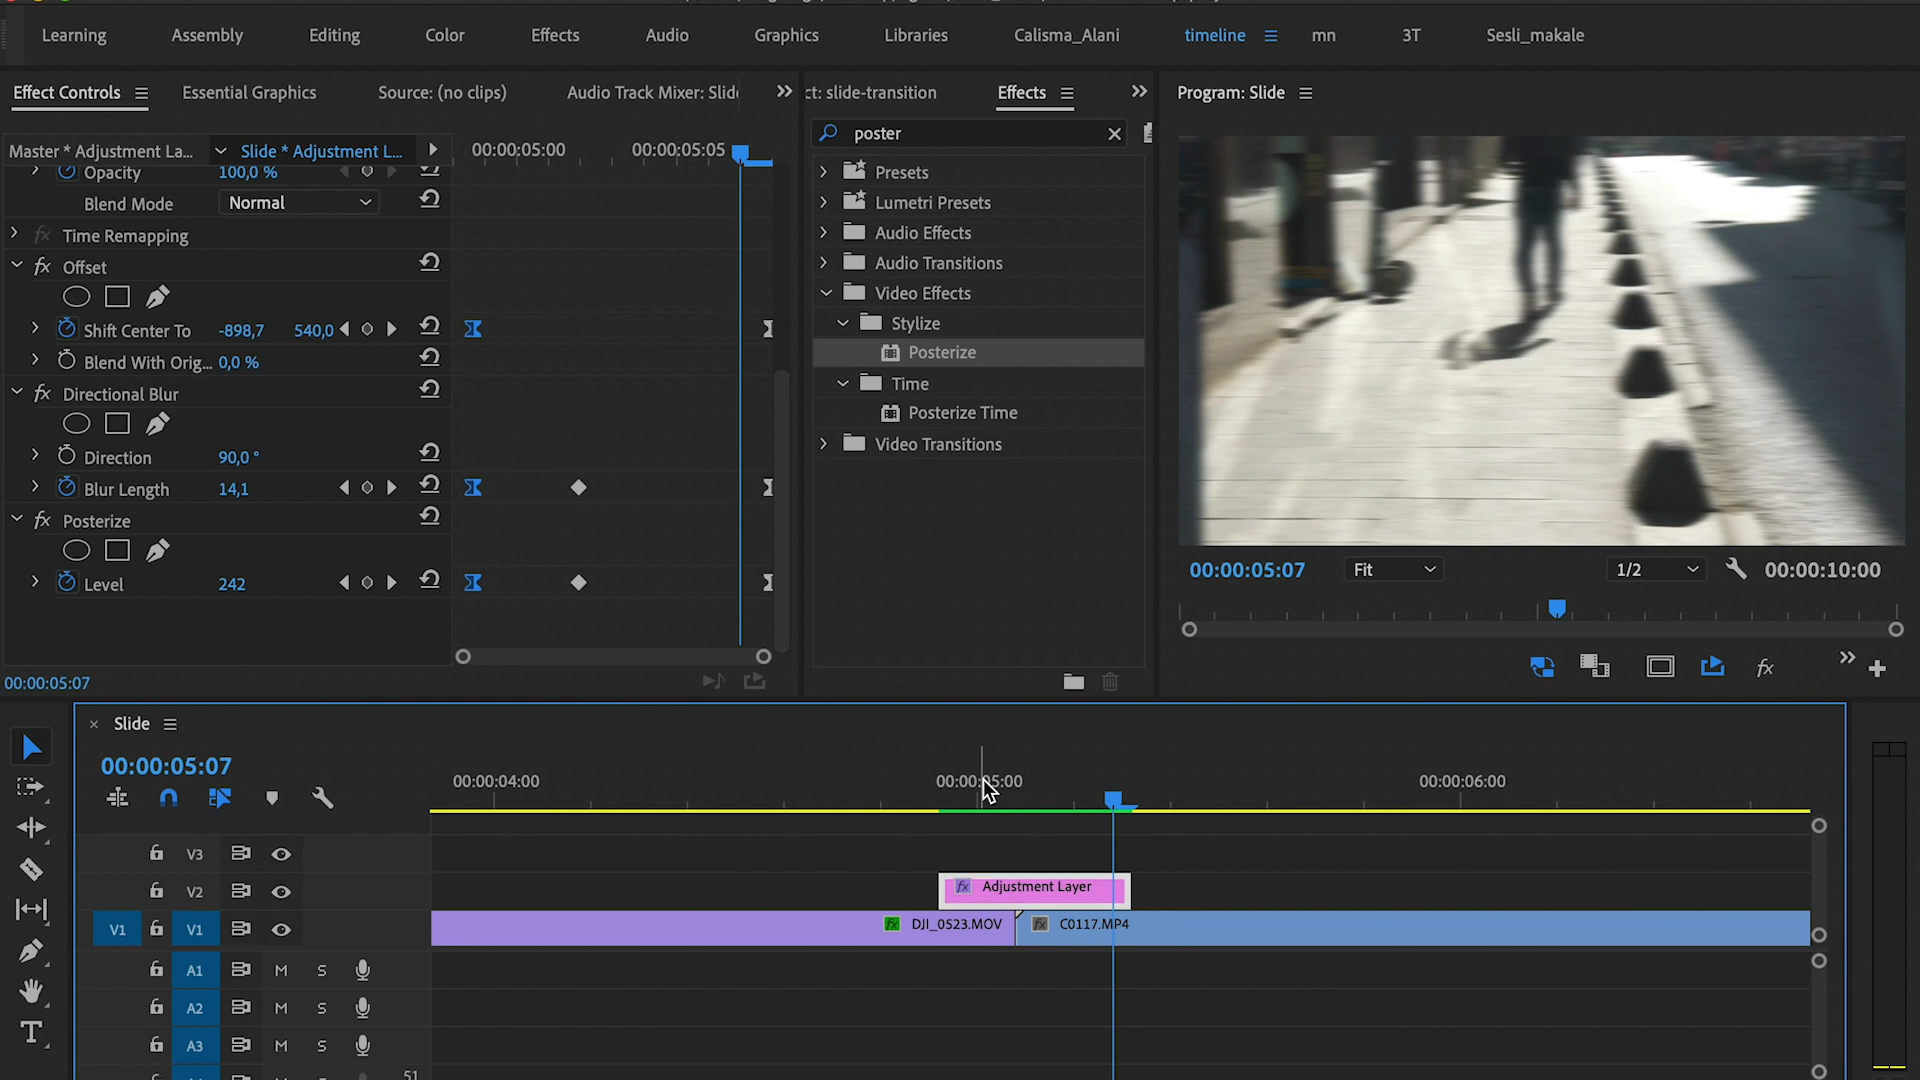 Learning Assembly Editing Color Effects Audio Graphics Libraries Calisma_Alani timeline mn 3T Sesli_makale
Effect Controls Essential Graphics Source: (no clips) Audio Track Mixer: Slid
ct: slide-transition Effects
Program: Slide
Master * Adjustment La... Slide * Adjustment L...
00:00:05:00 00:00:05:05
Opacity 100,0 %
Blend Mode Normal
Time Remapping
fx Offset
Shift Center To -898,7 540,0
Blend With Orig... 0,0 %
fx Directional Blur
Direction 90,0 °
Blur Length 14,1
fx Posterize
Level 242
00:00:05:07
poster
Presets
Lumetri Presets
Audio Effects
Audio Transitions
Video Effects
Stylize
Posterize
Time
Posterize Time
Video Transitions
00:00:05:07 Fit 1/2 00:00:10:00
fx
Slide
00:00:05:07
00:00:04:00 00:00:05:00 00:00:06:00
V3
V2
fx Adjustment Layer
V1 V1
fx DJI_0523.MOV fx C0117.MP4
A1 M S
A2 M S
A3 M S